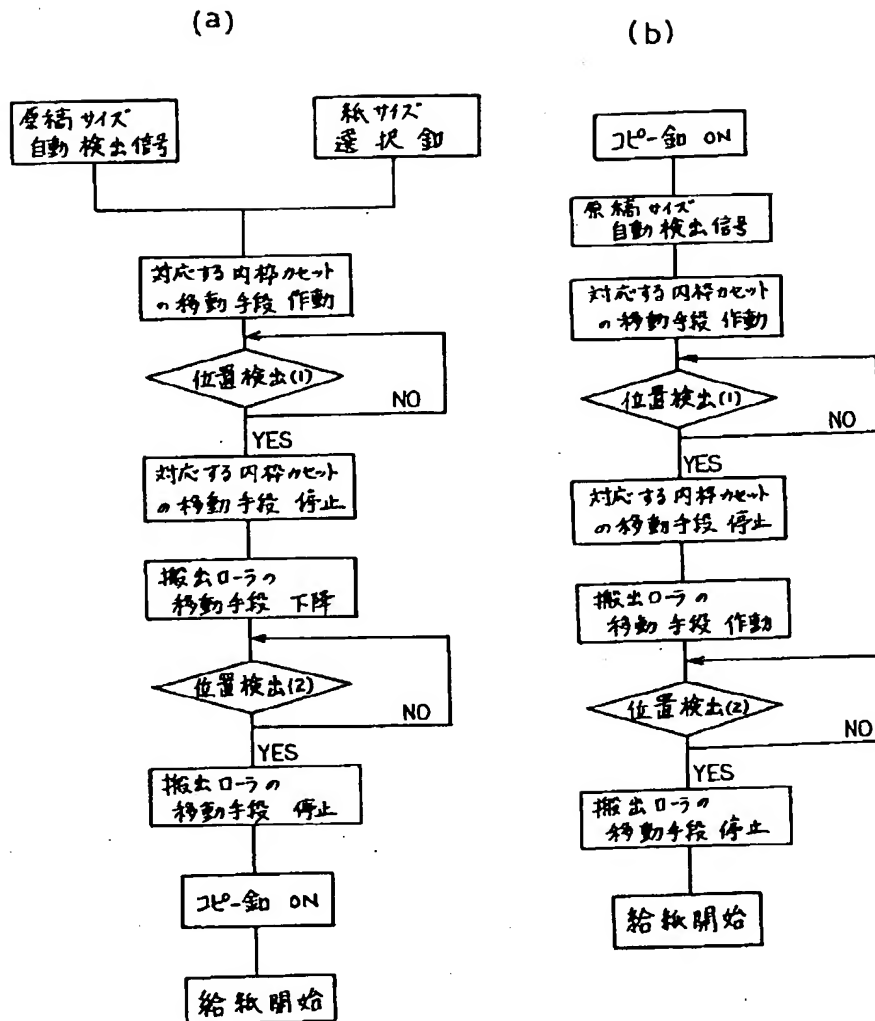 (a)
原稿サイズ
自動検出信号
紙サイズ
選択釦
対応する内枠カセット
の移動手段 作動
位置検出(1)
NO
YES
対応する内枠カセット
の移動手段 停止
搬出ローラの
移動手段 下降
位置検出(2)
NO
YES
搬出ローラの
移動手段 停止
コピー釦 ON
給紙開始
(b)
コピー釦 ON
原稿サイズ
自動検出信号
対応する内枠カセット
の移動手段 作動
位置検出(1)
NO
YES
対応する内枠カセット
の移動手段 停止
搬出ローラの
移動手段 作動
位置検出(2)
NO
YES
搬出ローラの
移動手段 停止
給紙開始